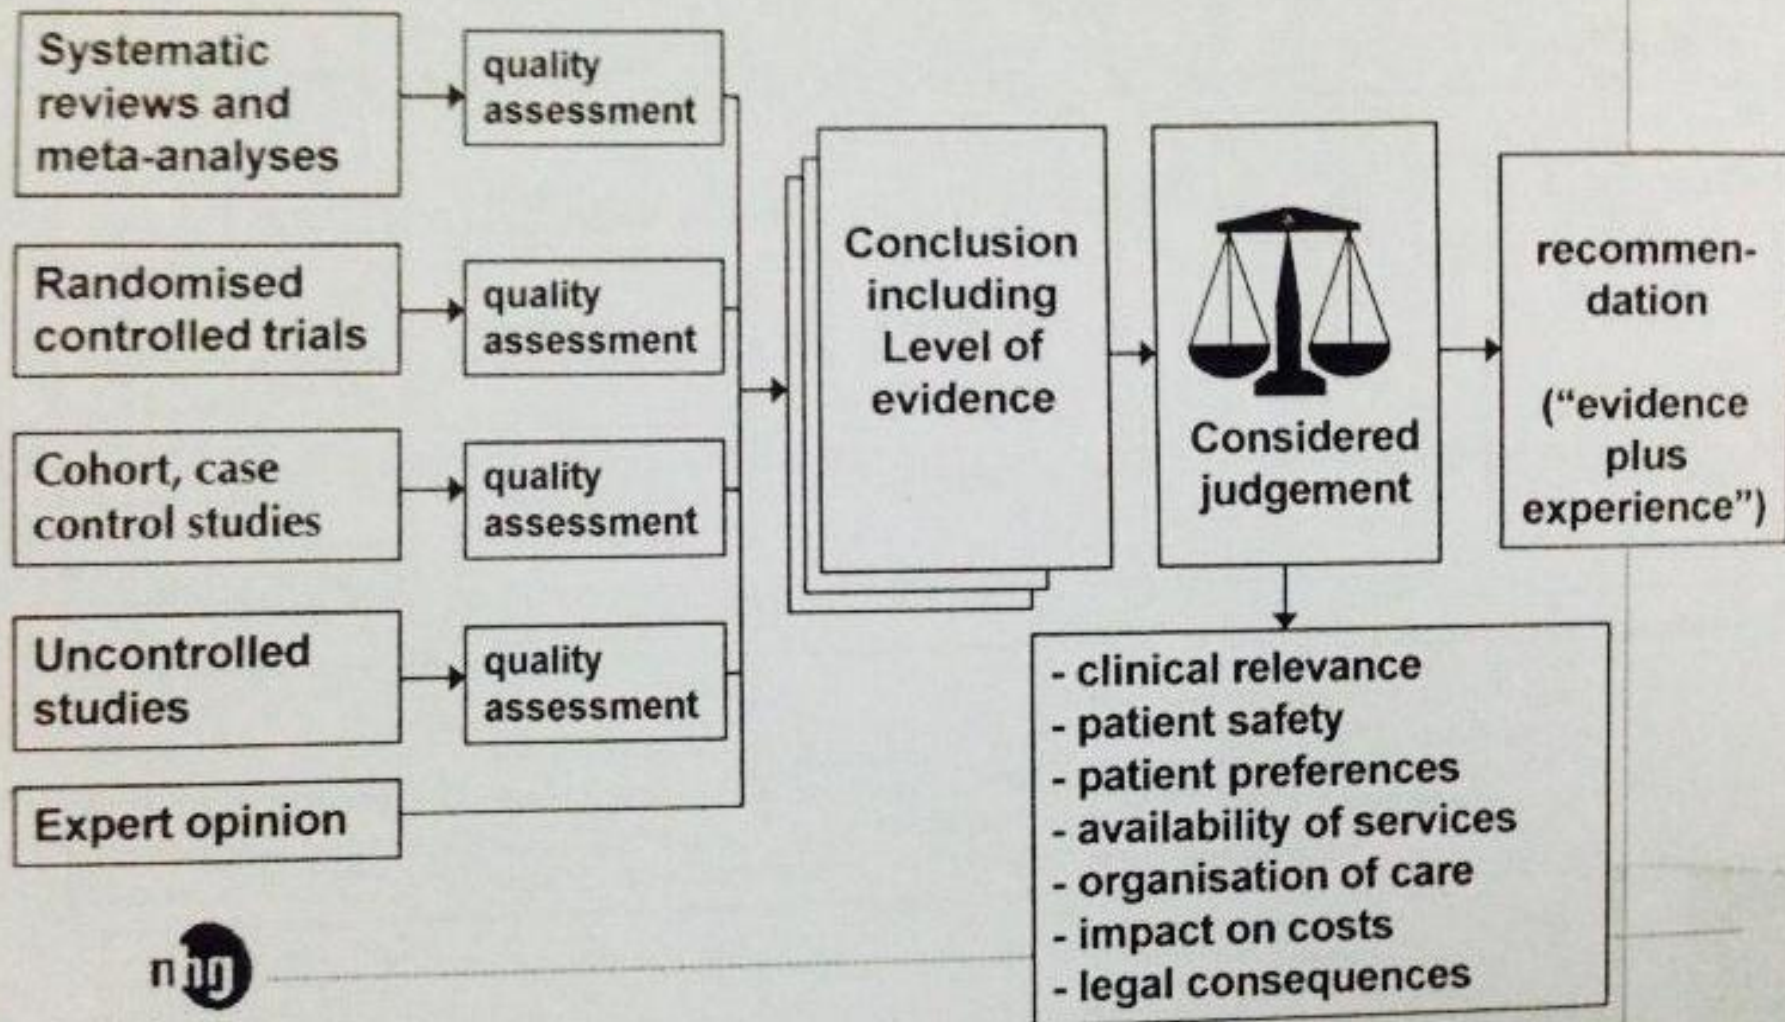 Systematic
reviews and
meta-analyses
quality
assessment
Randomised
controlled trials
quality
assessment
Cohort, case
control studies
quality
assessment
Uncontrolled
studies
quality
assessment
Expert opinion
Conclusion
including
Level of
evidence
Considered
judgement
recommen-
dation
("evidence
plus
experience")
- clinical relevance
- patient safety
- patient preferences
- availability of services
- organisation of care
- impact on costs
- legal consequences